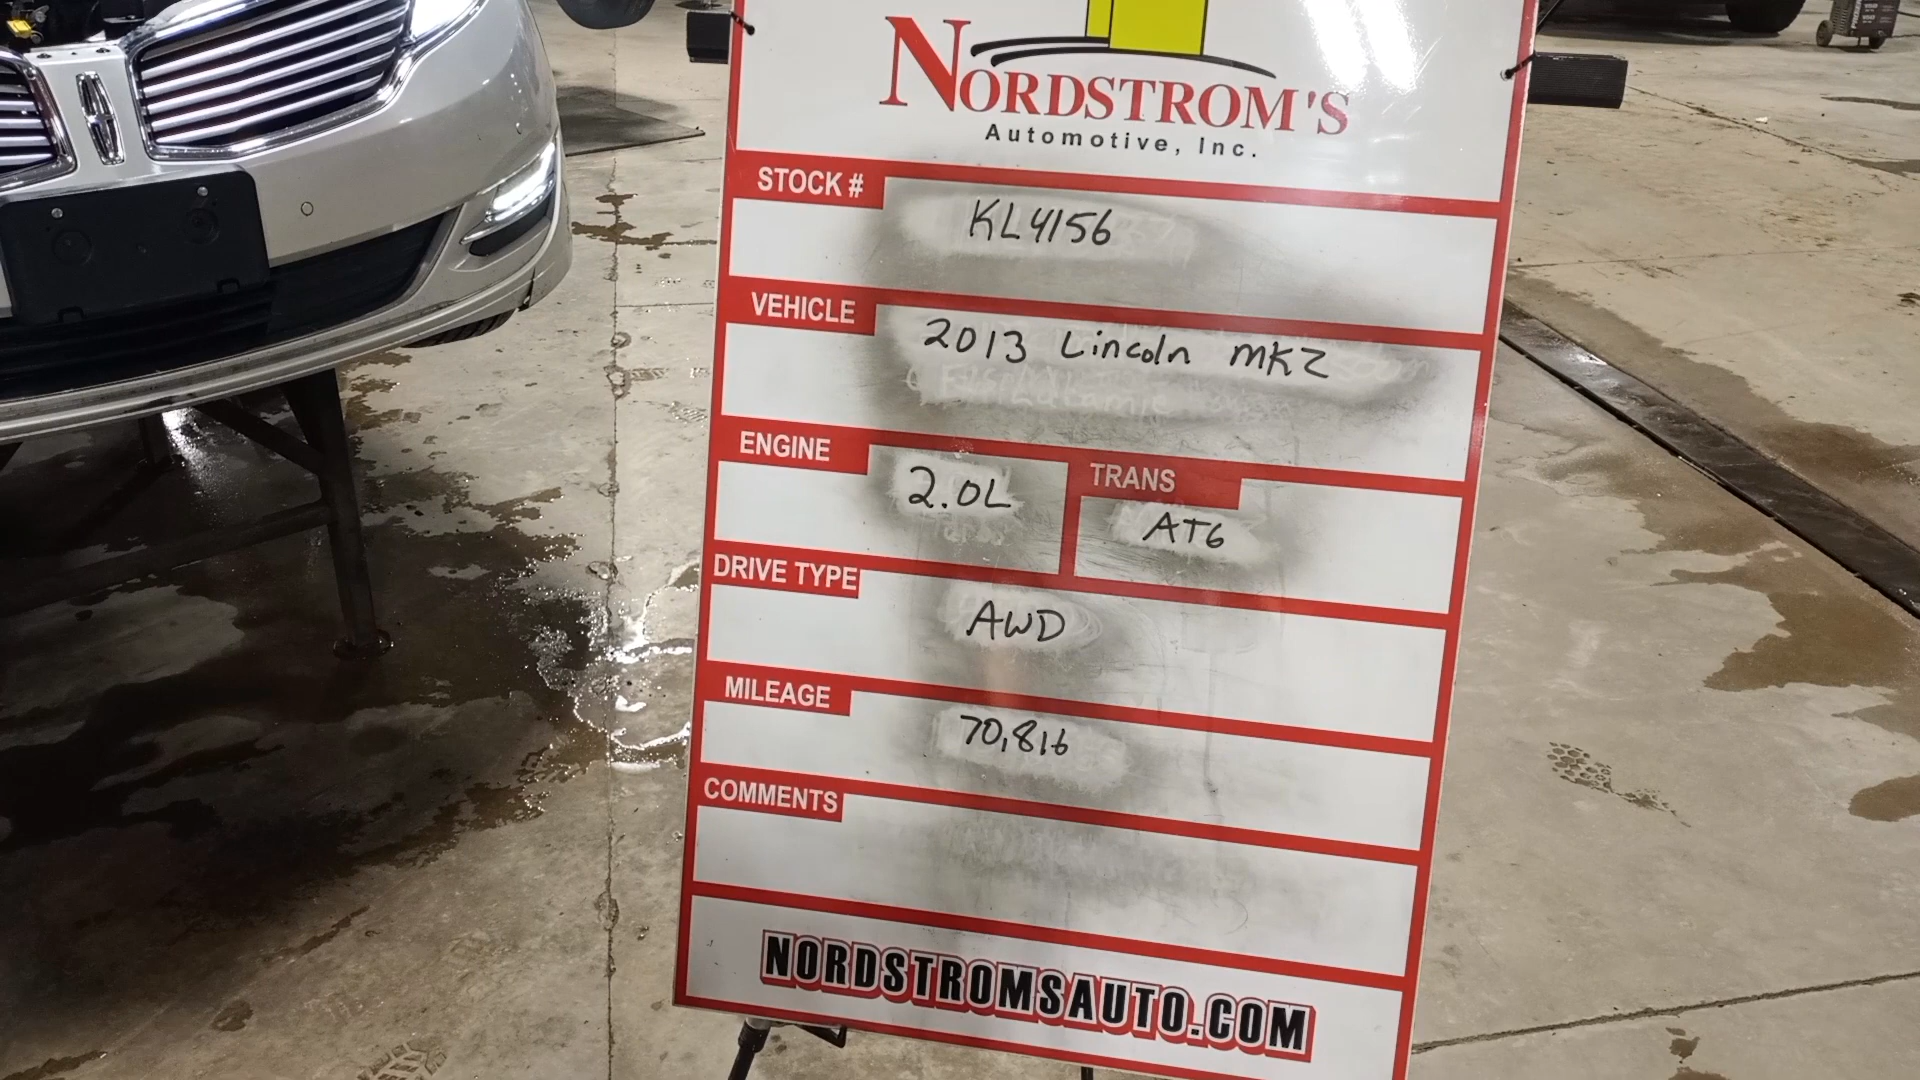 NORDSTROM'S
Automotive, Inc.
STOCK #
KL4156
VEHICLE
2013 Lincoln MKZ
ENGINE
2.0L
TRANS
AT6
DRIVE TYPE
AWD
MILEAGE
70,816
COMMENTS
NORDSTROMSAUTO.COM